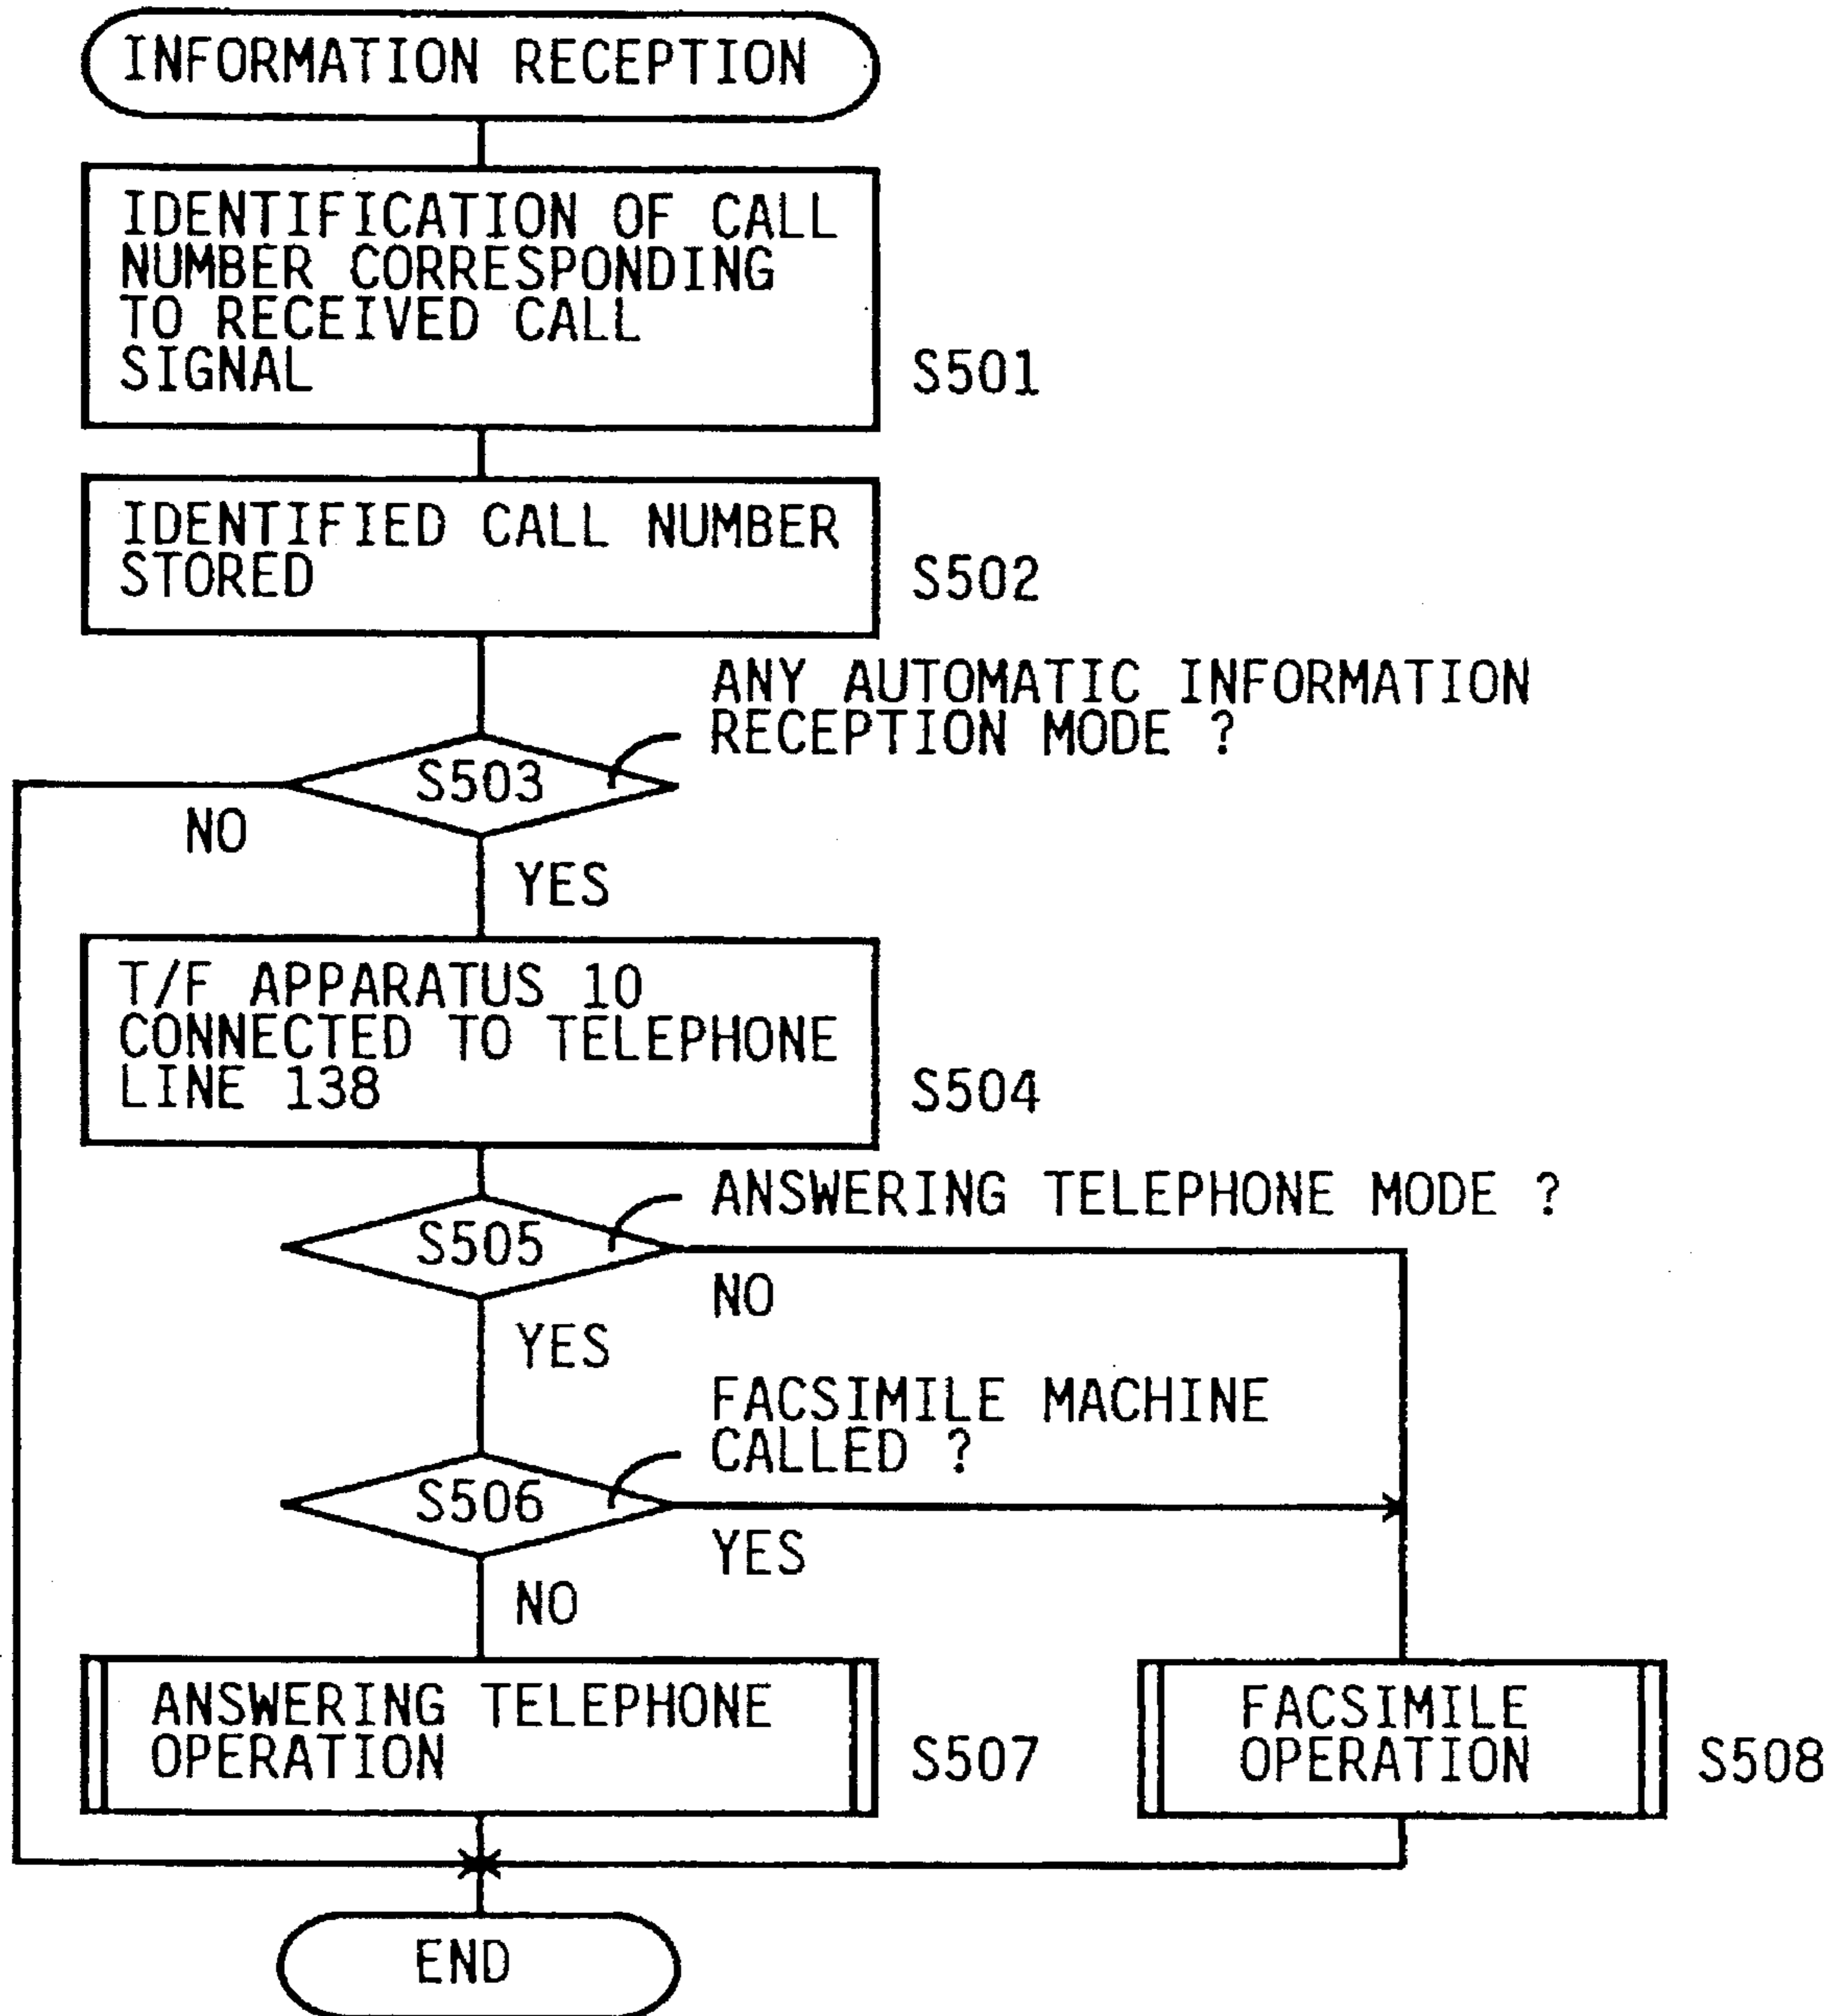 INFORMATION RECEPTION
IDENTIFICATION OF CALL
NUMBER CORRESPONDING
TO RECEIVED CALL
SIGNAL
S501
IDENTIFIED CALL NUMBER
STORED
S502
ANY AUTOMATIC INFORMATION
RECEPTION MODE ?
S503
NO
YES
T/F APPARATUS 10
CONNECTED TO TELEPHONE
LINE 138
S504
ANSWERING TELEPHONE MODE ?
S505
NO
YES
FACSIMILE MACHINE
CALLED ?
S506
YES
NO
ANSWERING TELEPHONE
OPERATION
S507
FACSIMILE
OPERATION
S508
END